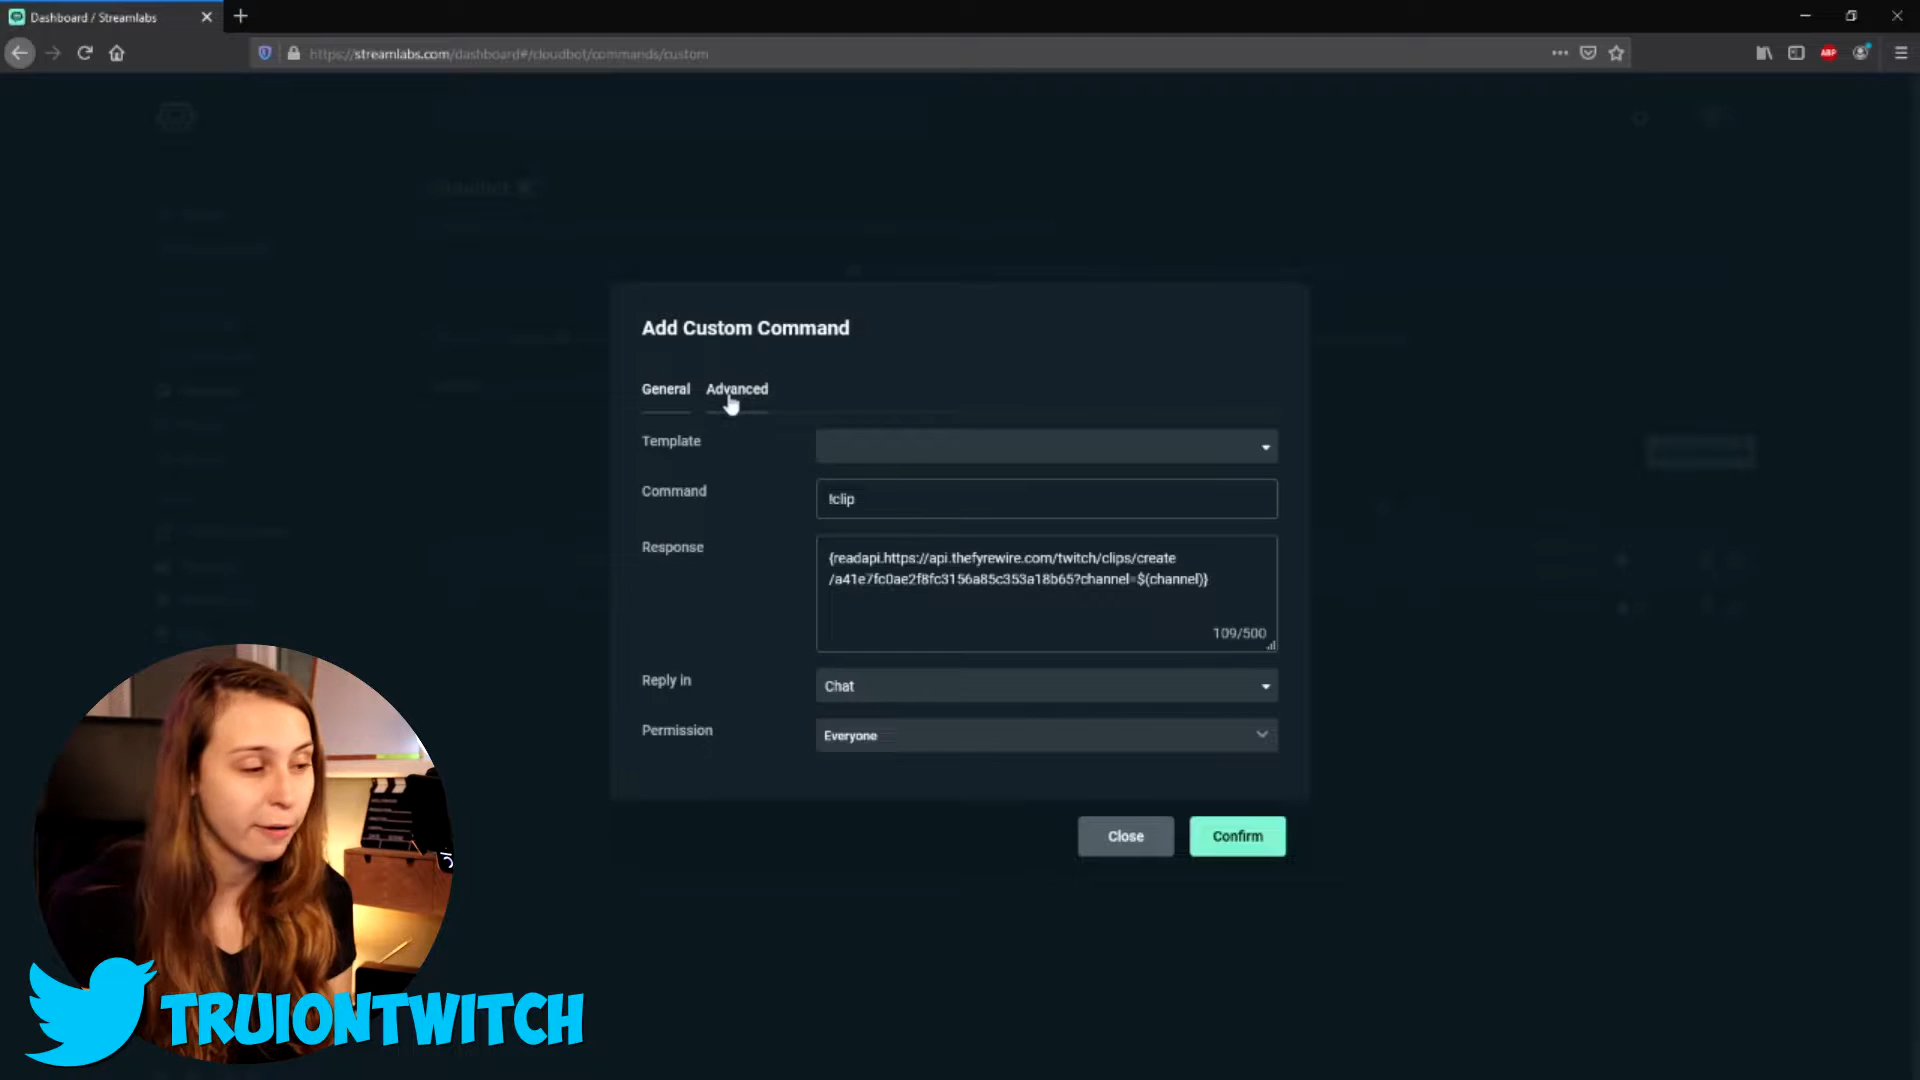 Dashboard / Streamlabs
https://streamlabs.com/dashboard#/cloudbot/commands/custom
ABP
Add Custom Command
General Advanced
Template
Command
!clip
Response
{readapi.https://api.thefyrewire.com/twitch/clips/create
/a41e7fc0ae2f8fc3156a85c353a18b65?channel=$(channel)}
109/500
Reply in
Chat
Permission
Everyone
Close
Confirm
TRUIONTWITCH